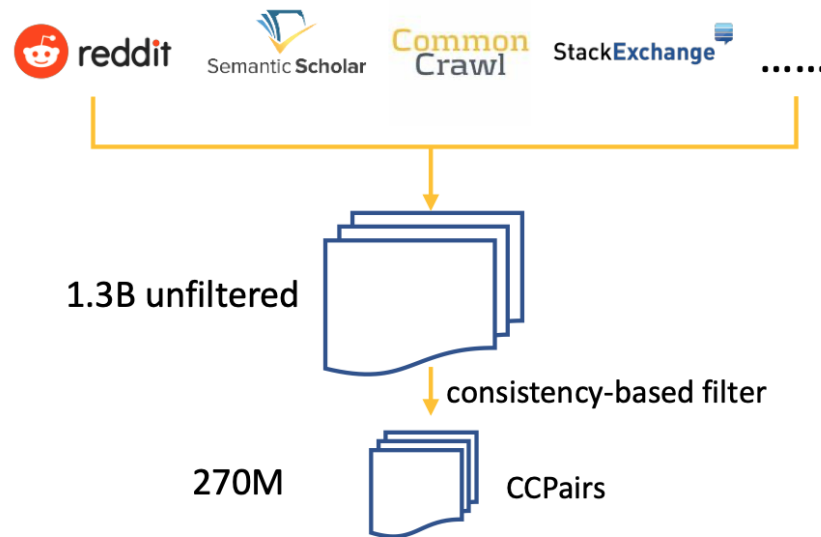 reddit
Semantic Scholar
Common
Crawl
StackExchange
......
1.3B unfiltered
consistency-based filter
270M
CCPairs